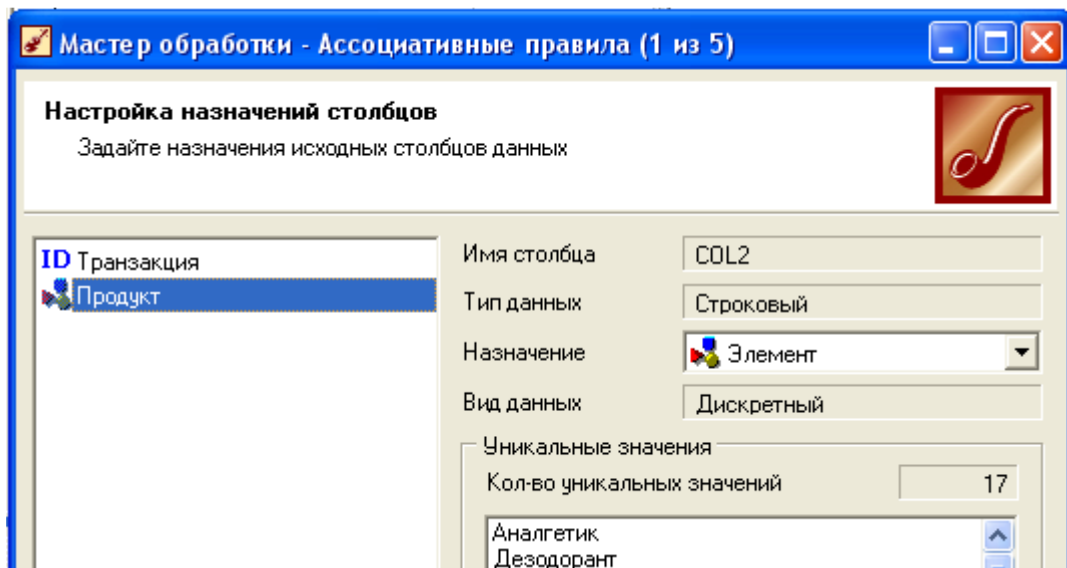 Мастер обработки - Ассоциативные правила (1 из 5)
Настройка назначений столбцов
Задайте назначения исходных столбцов данных
ID Транзакция
Продукт
Имя столбца COL2
Тип данных Строковый
Назначение Элемент
Вид данных Дискретный
Уникальные значения
Кол-во уникальных значений 17
Аналгетик
Дезодорант